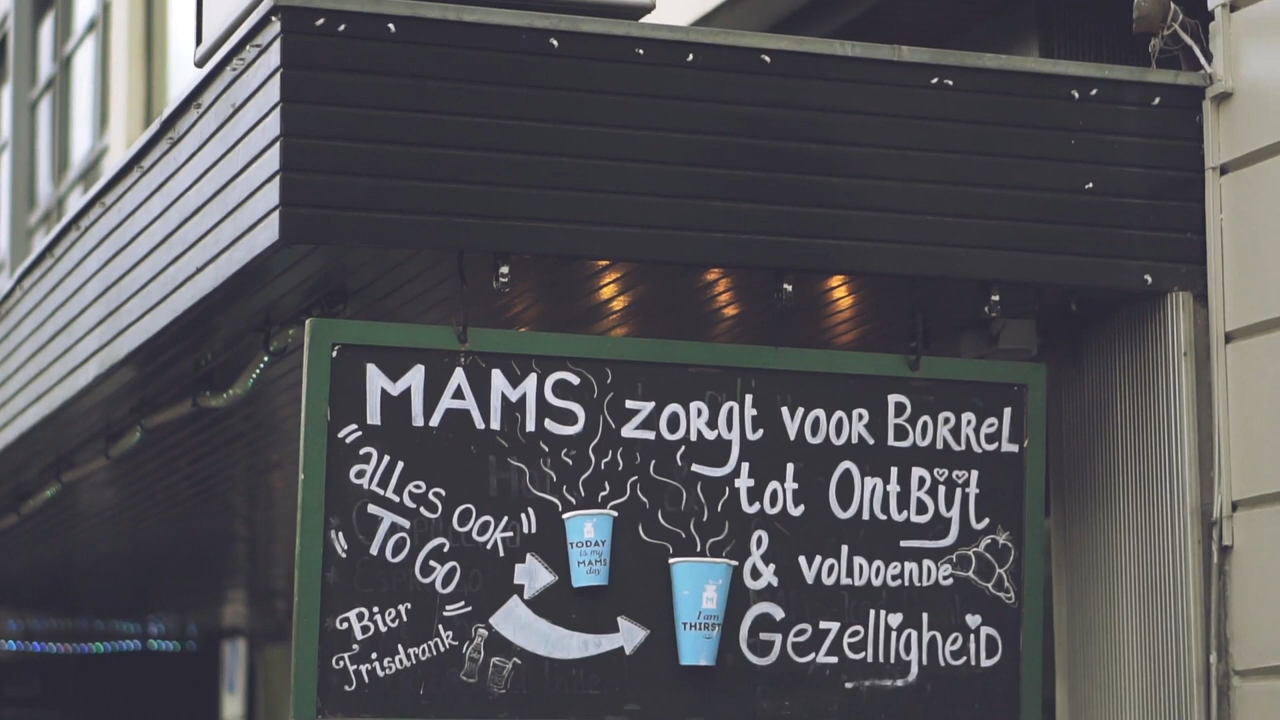 MAMS zorgt voor Borrel
tot OntBijt
& voldoende
Gezelligheid
"alles ook"
To Go
Bier
Frisdrank
TODAY
is my
MAMS
day
I am
THIRST